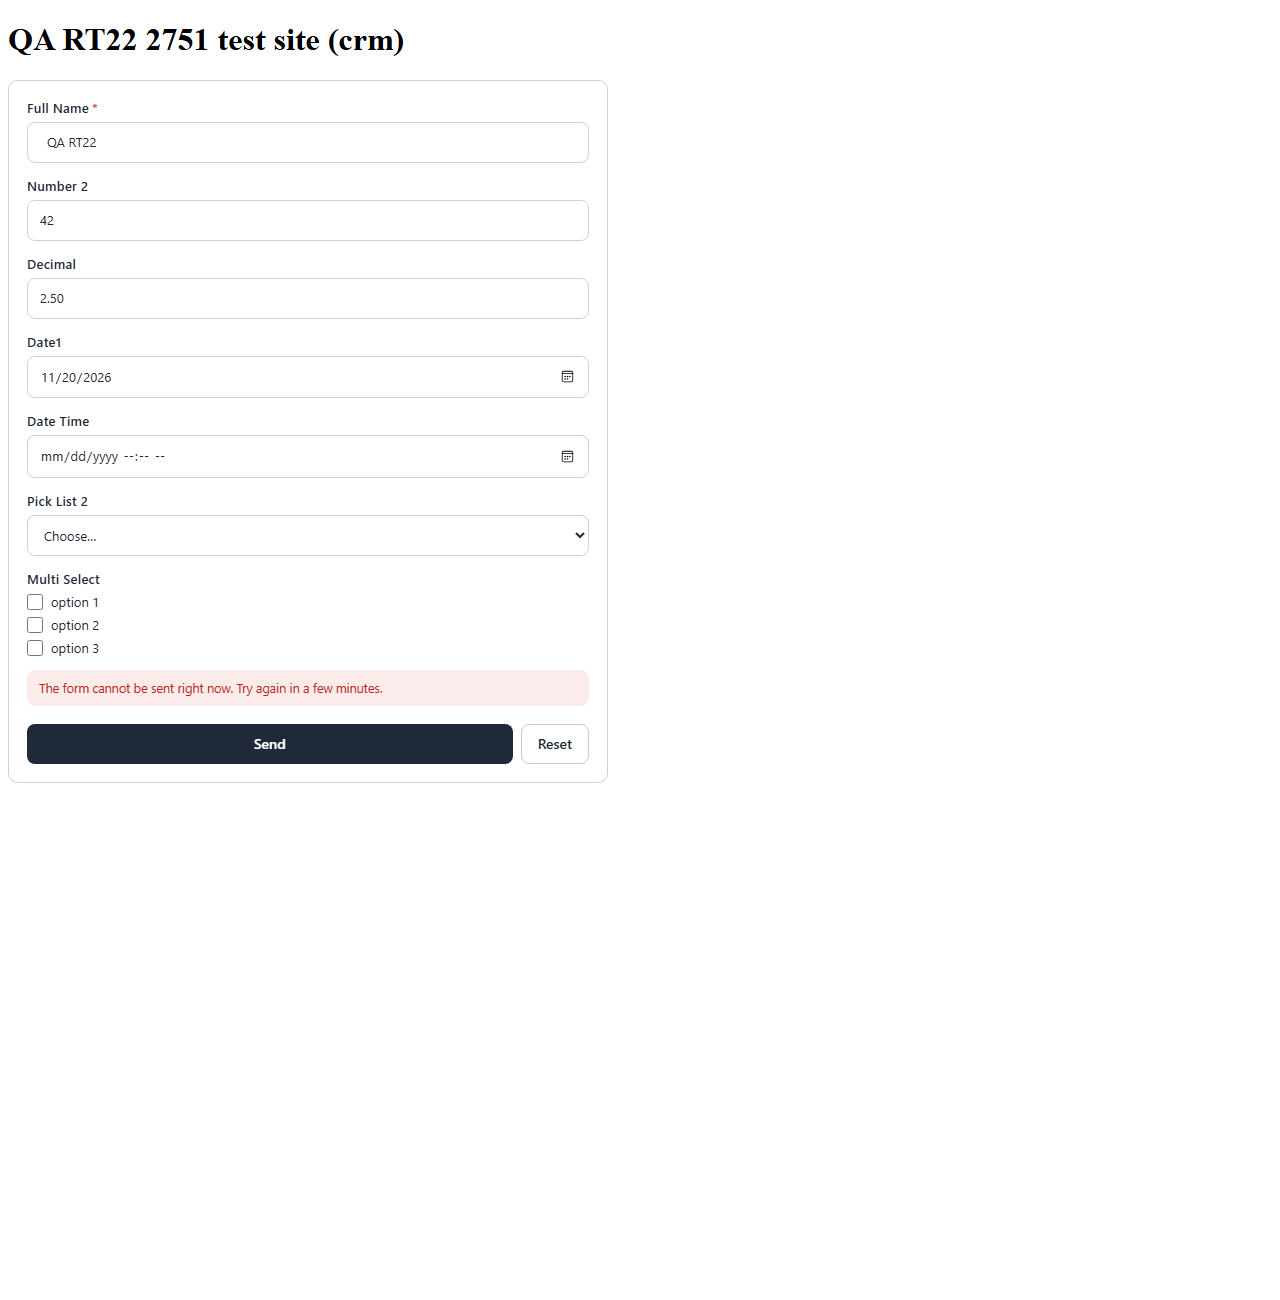 QA RT22 2751 test site (crm)
Full Name *
QA RT22
Number 2
42
Decimal
2.50
Date1
11/20/2026
Date Time
mm/dd/yyyy --:-- --
Pick List 2
Choose...
Multi Select
option 1
option 2
option 3
The form cannot be sent right now. Try again in a few minutes.
Send Reset